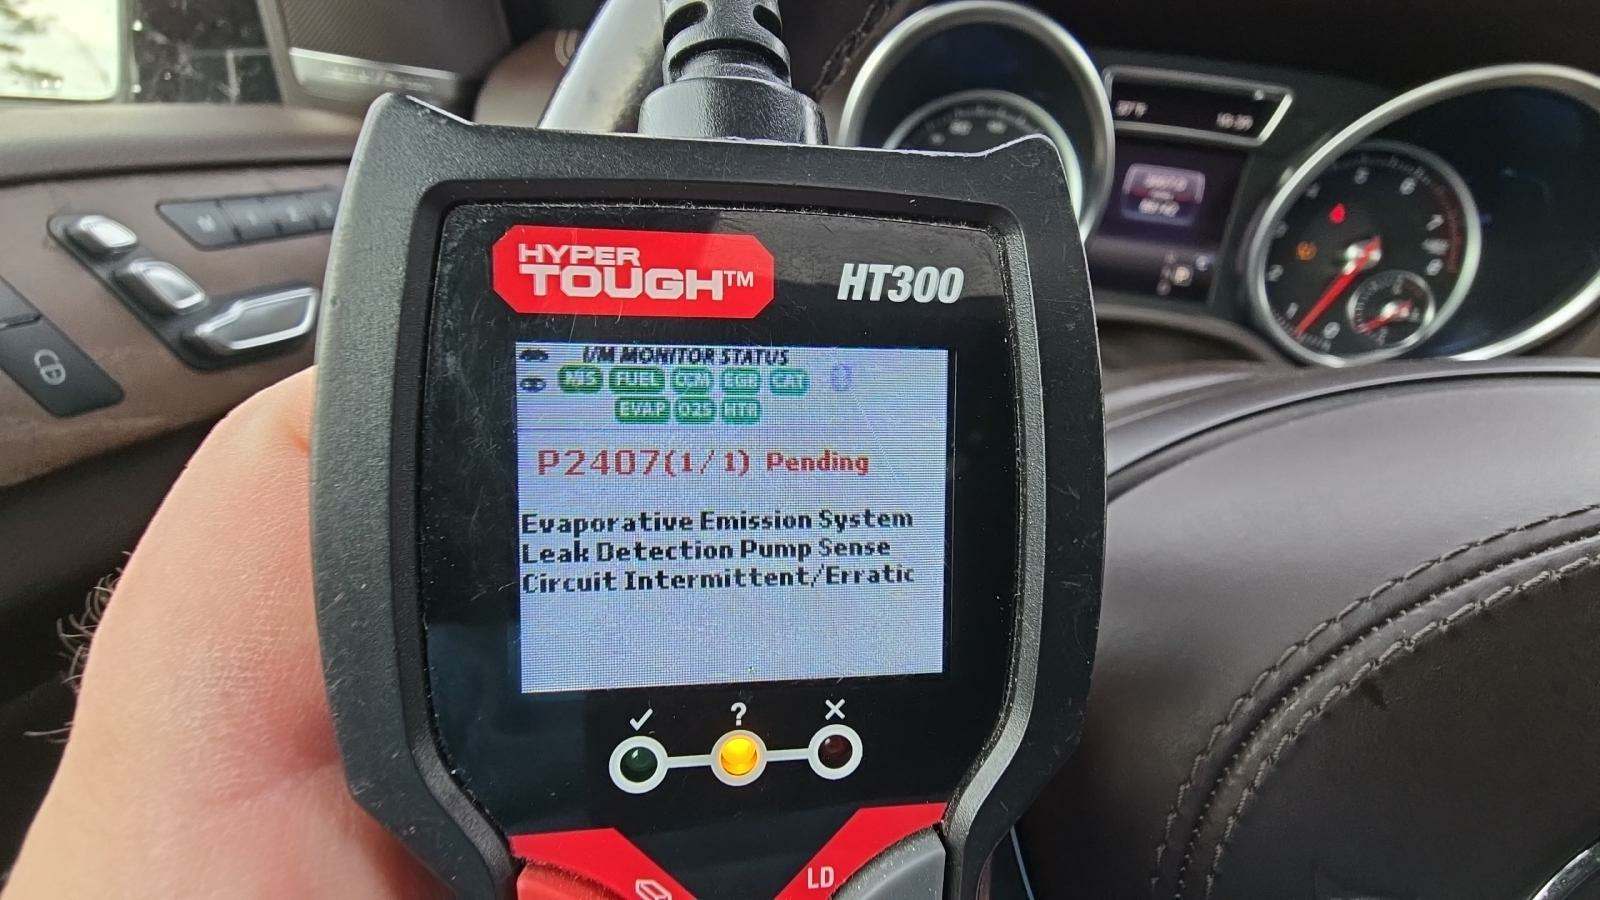 HYPER
TOUGH™
HT300
I/M MONITOR STATUS
MIS FUEL CCM EGR CAT
EVAP O2S HTR
P2407(1/1) Pending
Evaporative Emission System
Leak Detection Pump Sense
Circuit Intermittent/Erratic
✓ ? ✕
LD